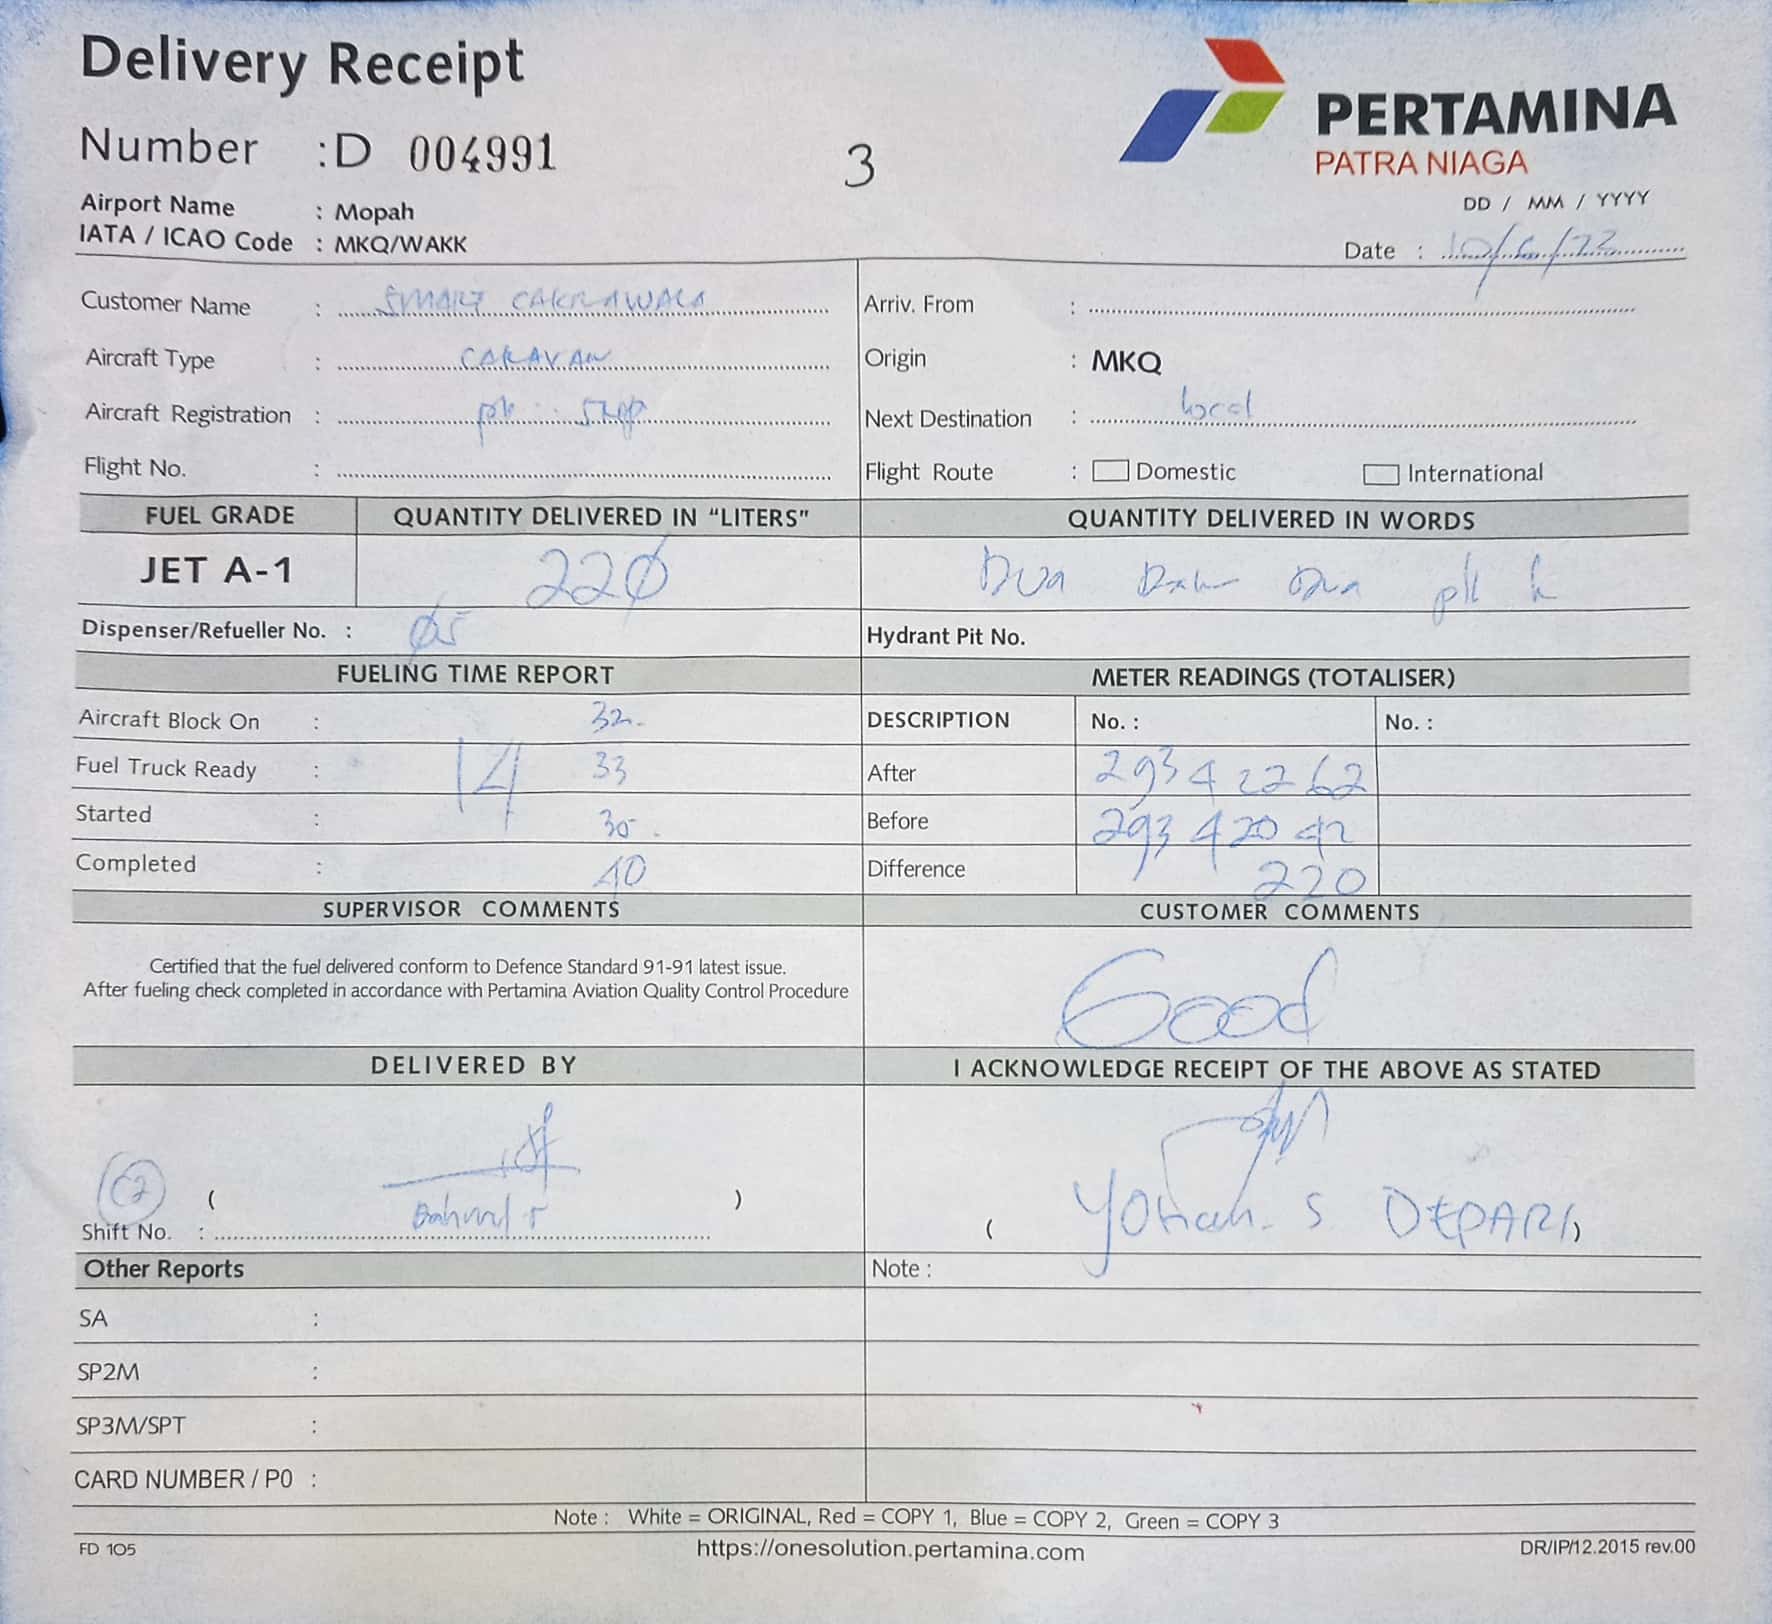 Delivery Receipt
Number : D 004991
3
PERTAMINA
PATRA NIAGA
Airport Name : Mopah
IATA / ICAO Code : MKQ/WAKK
DD / MM / YYYY
Date : 10/6/23
Customer Name : SMART CAKRAWALA
Arriv. From :
Aircraft Type : CARAVAN
Origin : MKQ
Aircraft Registration : pk
Next Destination : local
Flight No. :
Flight Route : Domestic International
FUEL GRADE QUANTITY DELIVERED IN “LITERS” QUANTITY DELIVERED IN WORDS
JET A-1 220 Dua Dua
Dispenser/Refueller No. : 05 Hydrant Pit No.
FUELING TIME REPORT METER READINGS (TOTALISER)
Aircraft Block On : 32. DESCRIPTION No. : No. :
Fuel Truck Ready : 14 33 After 29342262
Started : 35 . Before 29342042
Completed : 40 Difference 220
SUPERVISOR COMMENTS CUSTOMER COMMENTS
Certified that the fuel delivered conform to Defence Standard 91-91 latest issue.
After fueling check completed in accordance with Pertamina Aviation Quality Control Procedure
Good
DELIVERED BY I ACKNOWLEDGE RECEIPT OF THE ABOVE AS STATED
( )
Shift No. :
( YOHAN. S DEPARI )
Other Reports Note :
SA :
SP2M :
SP3M/SPT :
CARD NUMBER / P0 :
Note : White = ORIGINAL, Red = COPY 1, Blue = COPY 2, Green = COPY 3
FD 105 https://onesolution.pertamina.com DR/IP/12.2015 rev.00